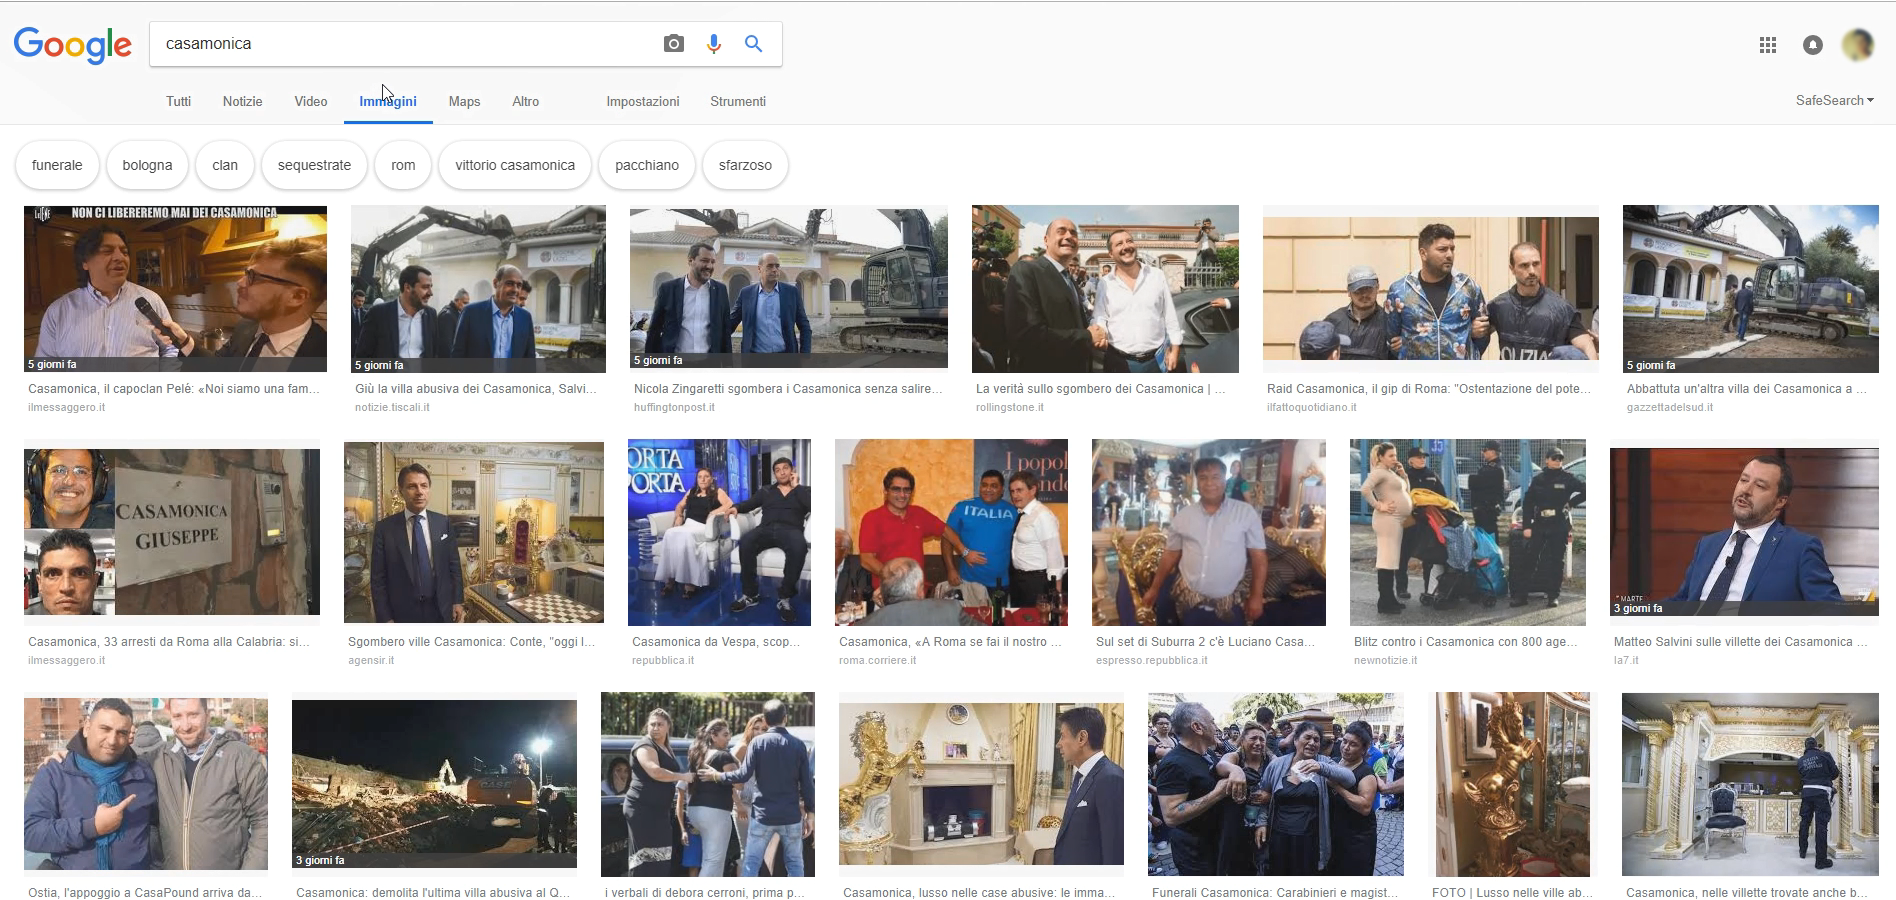 Google
casamonica
Tutti
Notizie
Video
Immagini
Maps
Altro
Impostazioni
Strumenti
SafeSearch
funerale
bologna
clan
sequestrate
rom
vittorio casamonica
pacchiano
sfarzoso
NON CI LIBEREREMO MAI DEI CASAMONICA
5 giorni fa
5 giorni fa
5 giorni fa
POLIZIA
5 giorni fa
Casamonica, il capoclan Pelé: «Noi siamo una fam...
ilmessaggero.it
Giù la villa abusiva dei Casamonica, Salvi...
notizie.tiscali.it
Nicola Zingaretti sgombera i Casamonica senza salire...
huffingtonpost.it
La verità sullo sgombero dei Casamonica | ...
rollingstone.it
Raid Casamonica, il gip di Roma: "Ostentazione del pote...
ilfattoquotidiano.it
Abbattuta un'altra villa dei Casamonica a ...
gazzettadelsud.it
CASAMONICA
GIUSEPPE
ORTA
PORTA
I popol
ITALIA
33
MARTE
3 giorni fa
Casamonica, 33 arresti da Roma alla Calabria: si...
ilmessaggero.it
Sgombero ville Casamonica: Conte, "oggi l...
agensir.it
Casamonica da Vespa, scop...
repubblica.it
Casamonica, «A Roma se fai il nostro ...
roma.corriere.it
Sul set di Suburra 2 c'è Luciano Casa...
espresso.repubblica.it
Blitz contro i Casamonica con 800 age...
newnotizie.it
Matteo Salvini sulle villette dei Casamonica ...
la7.it
CASE
3 giorni fa
Ostia, l'appoggio a CasaPound arriva da...
Casamonica: demolita l'ultima villa abusiva al Q...
i verbali di debora cerroni, prima p...
Casamonica, lusso nelle case abusive: le imma...
Funerali Casamonica: Carabinieri e magist...
FOTO | Lusso nelle ville ab...
Casamonica, nelle villette trovate anche b...